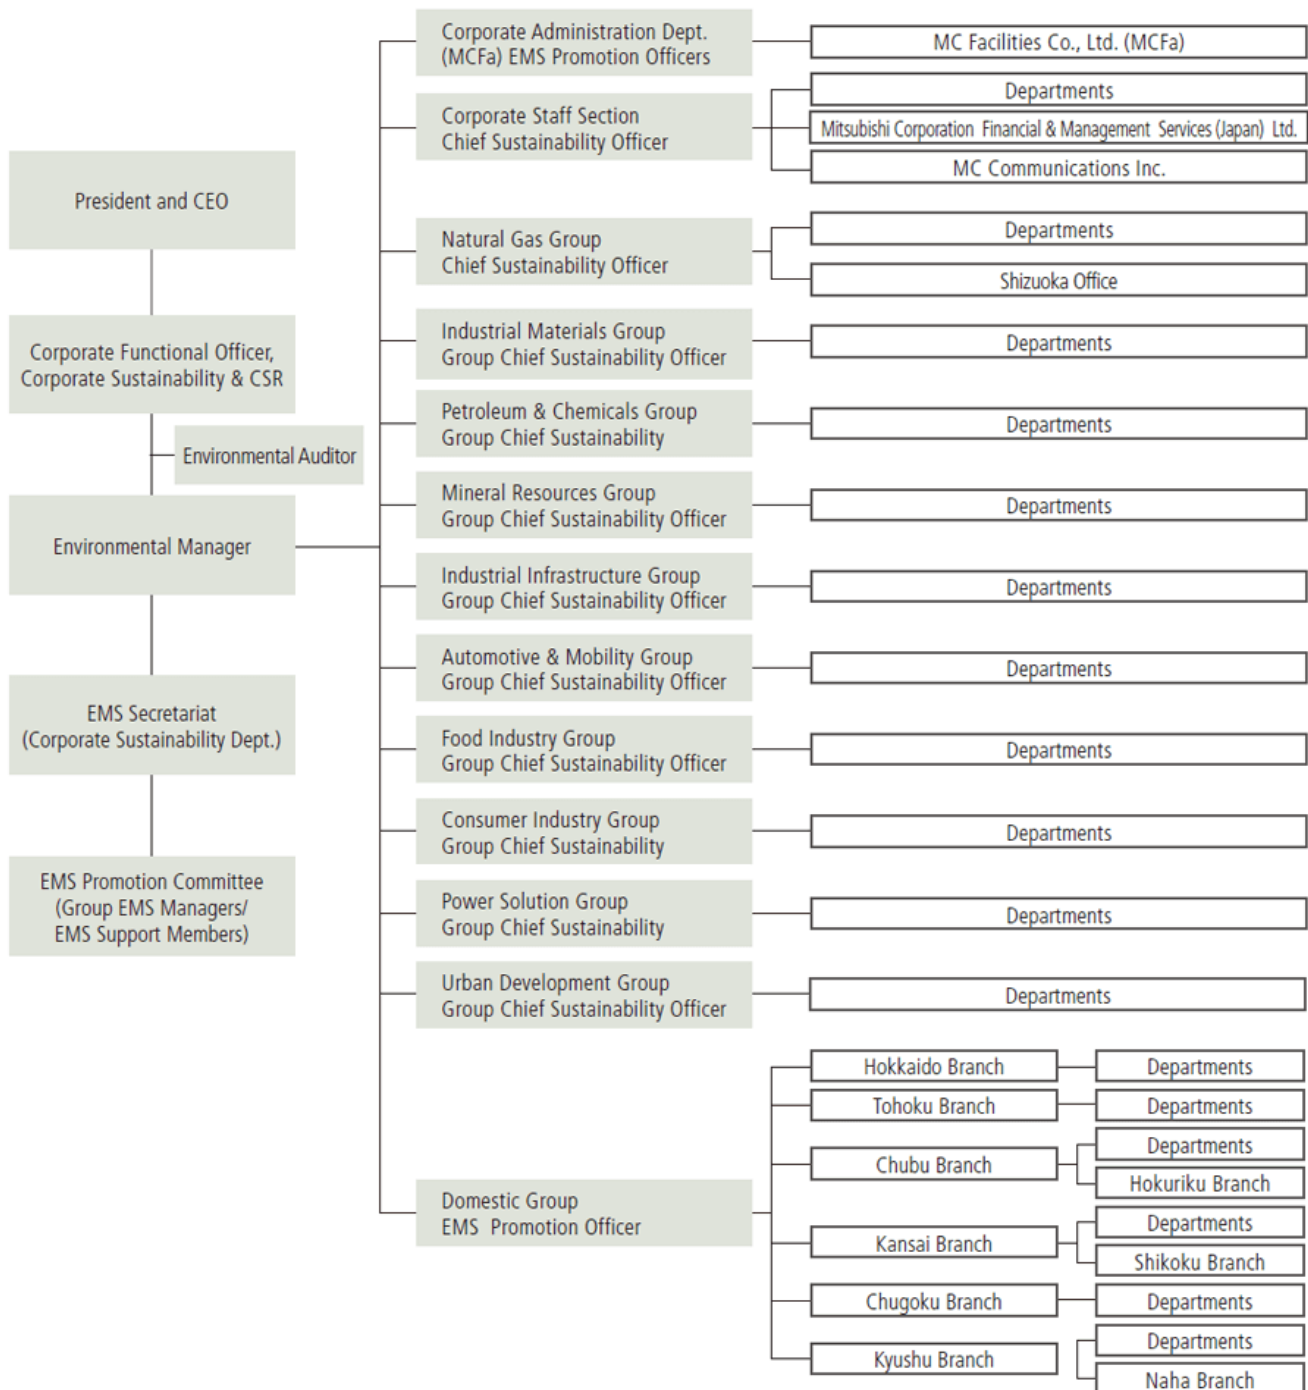 President and CEO
Corporate Functional Officer,
Corporate Sustainability & CSR
Environmental Auditor
Environmental Manager
EMS Secretariat
(Corporate Sustainability Dept.)
EMS Promotion Committee
(Group EMS Managers/
EMS Support Members)
Corporate Administration Dept.
(MCFa) EMS Promotion Officers
MC Facilities Co., Ltd. (MCFa)
Corporate Staff Section
Chief Sustainability Officer
Departments
Mitsubishi Corporation Financial & Management Services (Japan) Ltd.
MC Communications Inc.
Natural Gas Group
Chief Sustainability Officer
Departments
Shizuoka Office
Industrial Materials Group
Group Chief Sustainability Officer
Departments
Petroleum & Chemicals Group
Group Chief Sustainability
Departments
Mineral Resources Group
Group Chief Sustainability Officer
Departments
Industrial Infrastructure Group
Group Chief Sustainability Officer
Departments
Automotive & Mobility Group
Group Chief Sustainability Officer
Departments
Food Industry Group
Group Chief Sustainability Officer
Departments
Consumer Industry Group
Group Chief Sustainability
Departments
Power Solution Group
Group Chief Sustainability
Departments
Urban Development Group
Group Chief Sustainability Officer
Departments
Domestic Group
EMS Promotion Officer
Hokkaido Branch
Departments
Tohoku Branch
Departments
Chubu Branch
Departments
Hokuriku Branch
Kansai Branch
Departments
Shikoku Branch
Chugoku Branch
Departments
Kyushu Branch
Departments
Naha Branch